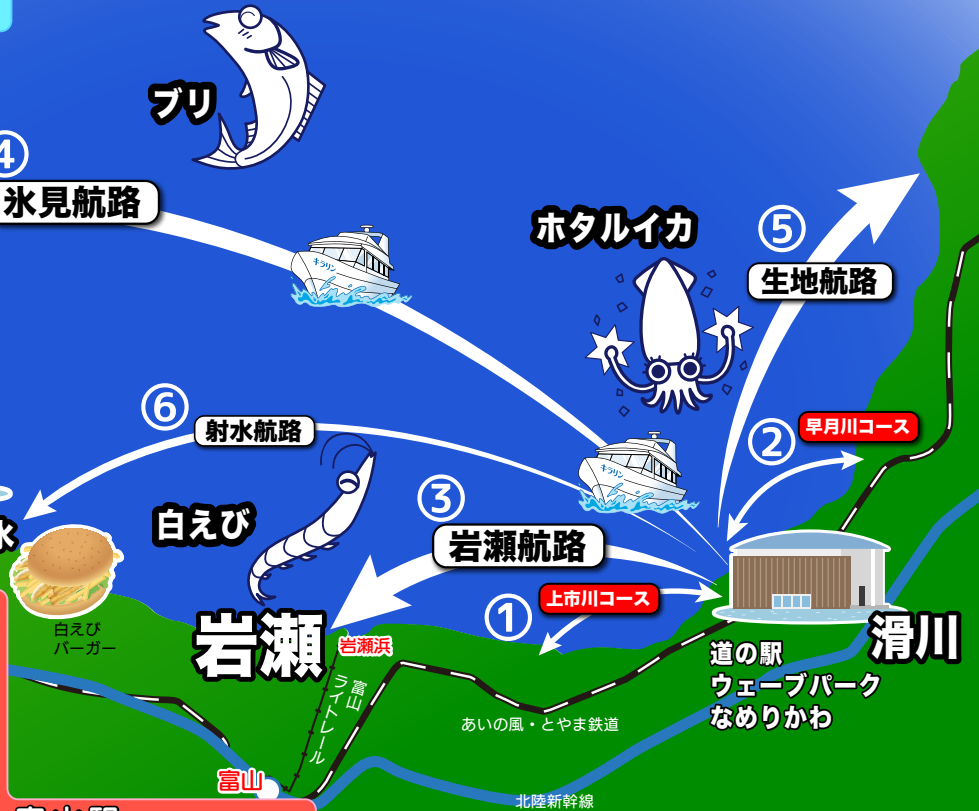 ブリ
④
氷見航路
キラリン
ホタルイカ
⑤
生地航路
⑥
射水航路
②
早月川コース
キラリン
③
岩瀬航路
白えび
水
①
上市川コース
白えび
バーガー
岩瀬
岩瀬浜
滑川
道の駅
ウェーブパーク
なめりかわ
富山
ライトレール
あいの風・とやま鉄道
富山
北陸新幹線